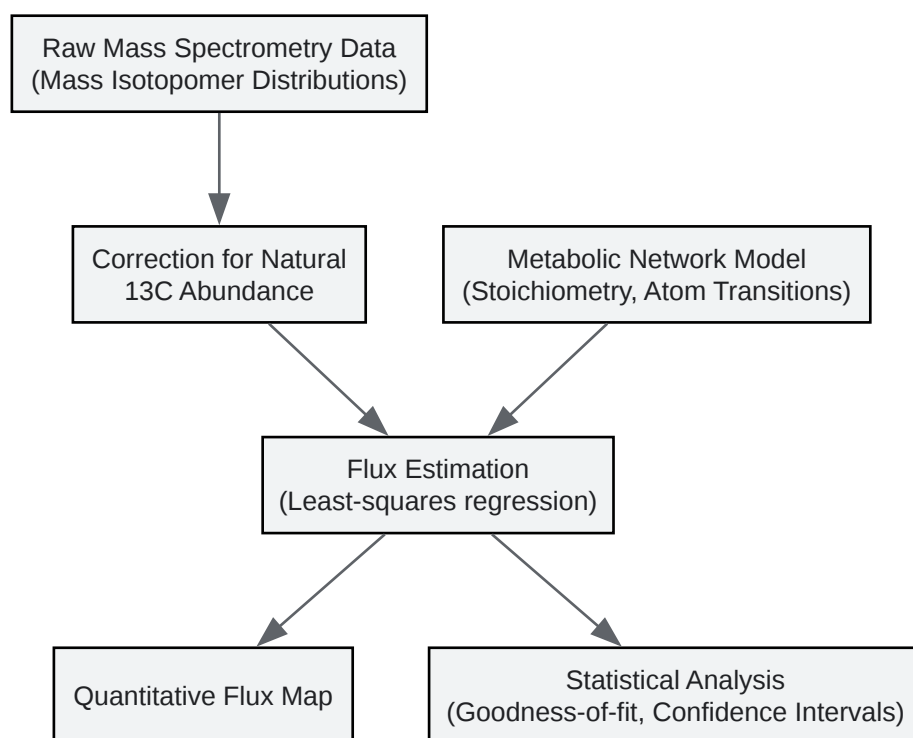 Raw Mass Spectrometry Data
(Mass Isotopomer Distributions)
Correction for Natural
13C Abundance
Metabolic Network Model
(Stoichiometry, Atom Transitions)
Flux Estimation
(Least-squares regression)
Quantitative Flux Map
Statistical Analysis
(Goodness-of-fit, Confidence Intervals)